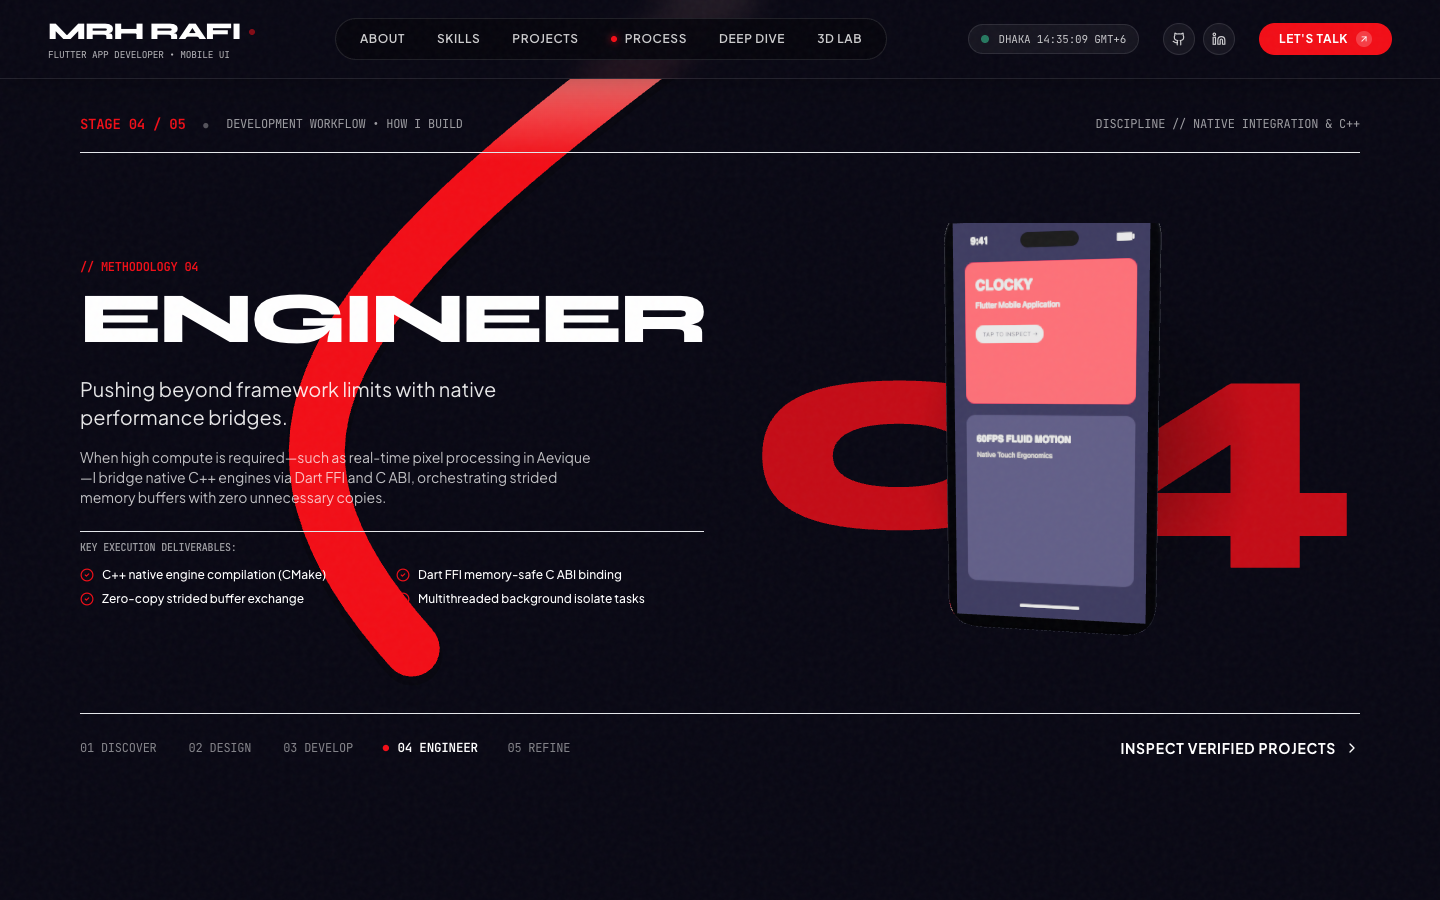 MRH RAFI
FLUTTER APP DEVELOPER • MOBILE UI
ABOUT
SKILLS
PROJECTS
PROCESS
DEEP DIVE
3D LAB
DHAKA 14:35:09 GMT+6
LET'S TALK
STAGE 04 / 05 • DEVELOPMENT WORKFLOW • HOW I BUILD
DISCIPLINE // NATIVE INTEGRATION & C++
// METHODOLOGY 04
ENGINEER
Pushing beyond framework limits with native
performance bridges.
When high compute is required—such as real-time pixel processing in Aevique
—I bridge native C++ engines via Dart FFI and C ABI, orchestrating strided
memory buffers with zero unnecessary copies.
KEY EXECUTION DELIVERABLES:
C++ native engine compilation (CMake)
Dart FFI memory-safe C ABI binding
Zero-copy strided buffer exchange
Multithreaded background isolate tasks
04
9:41
CLOCKY
Flutter Mobile Application
TAP TO INSPECT →
60FPS FLUID MOTION
Native Touch Ergonomics
01 DISCOVER
02 DESIGN
03 DEVELOP
04 ENGINEER
05 REFINE
INSPECT VERIFIED PROJECTS